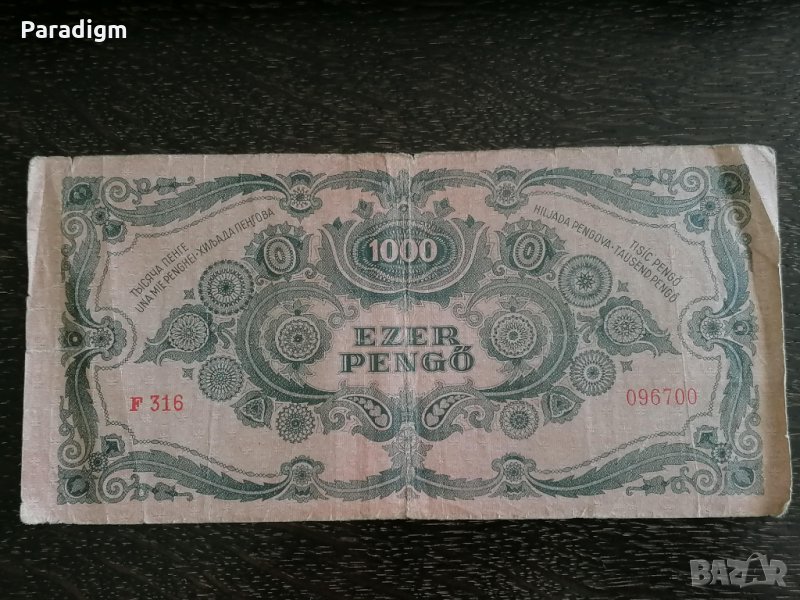 Paradigm
ТЫСЯЧА ПЕНГЕ
UNA MIE PENGHEI · ХИЉАДА ПЕНГОВА
1000
TISÍC PENGŐ
HILJADA PENGOVA · TAUSEND PENGŐ
EZER
PENGŐ
F 316
096700
BAZAR